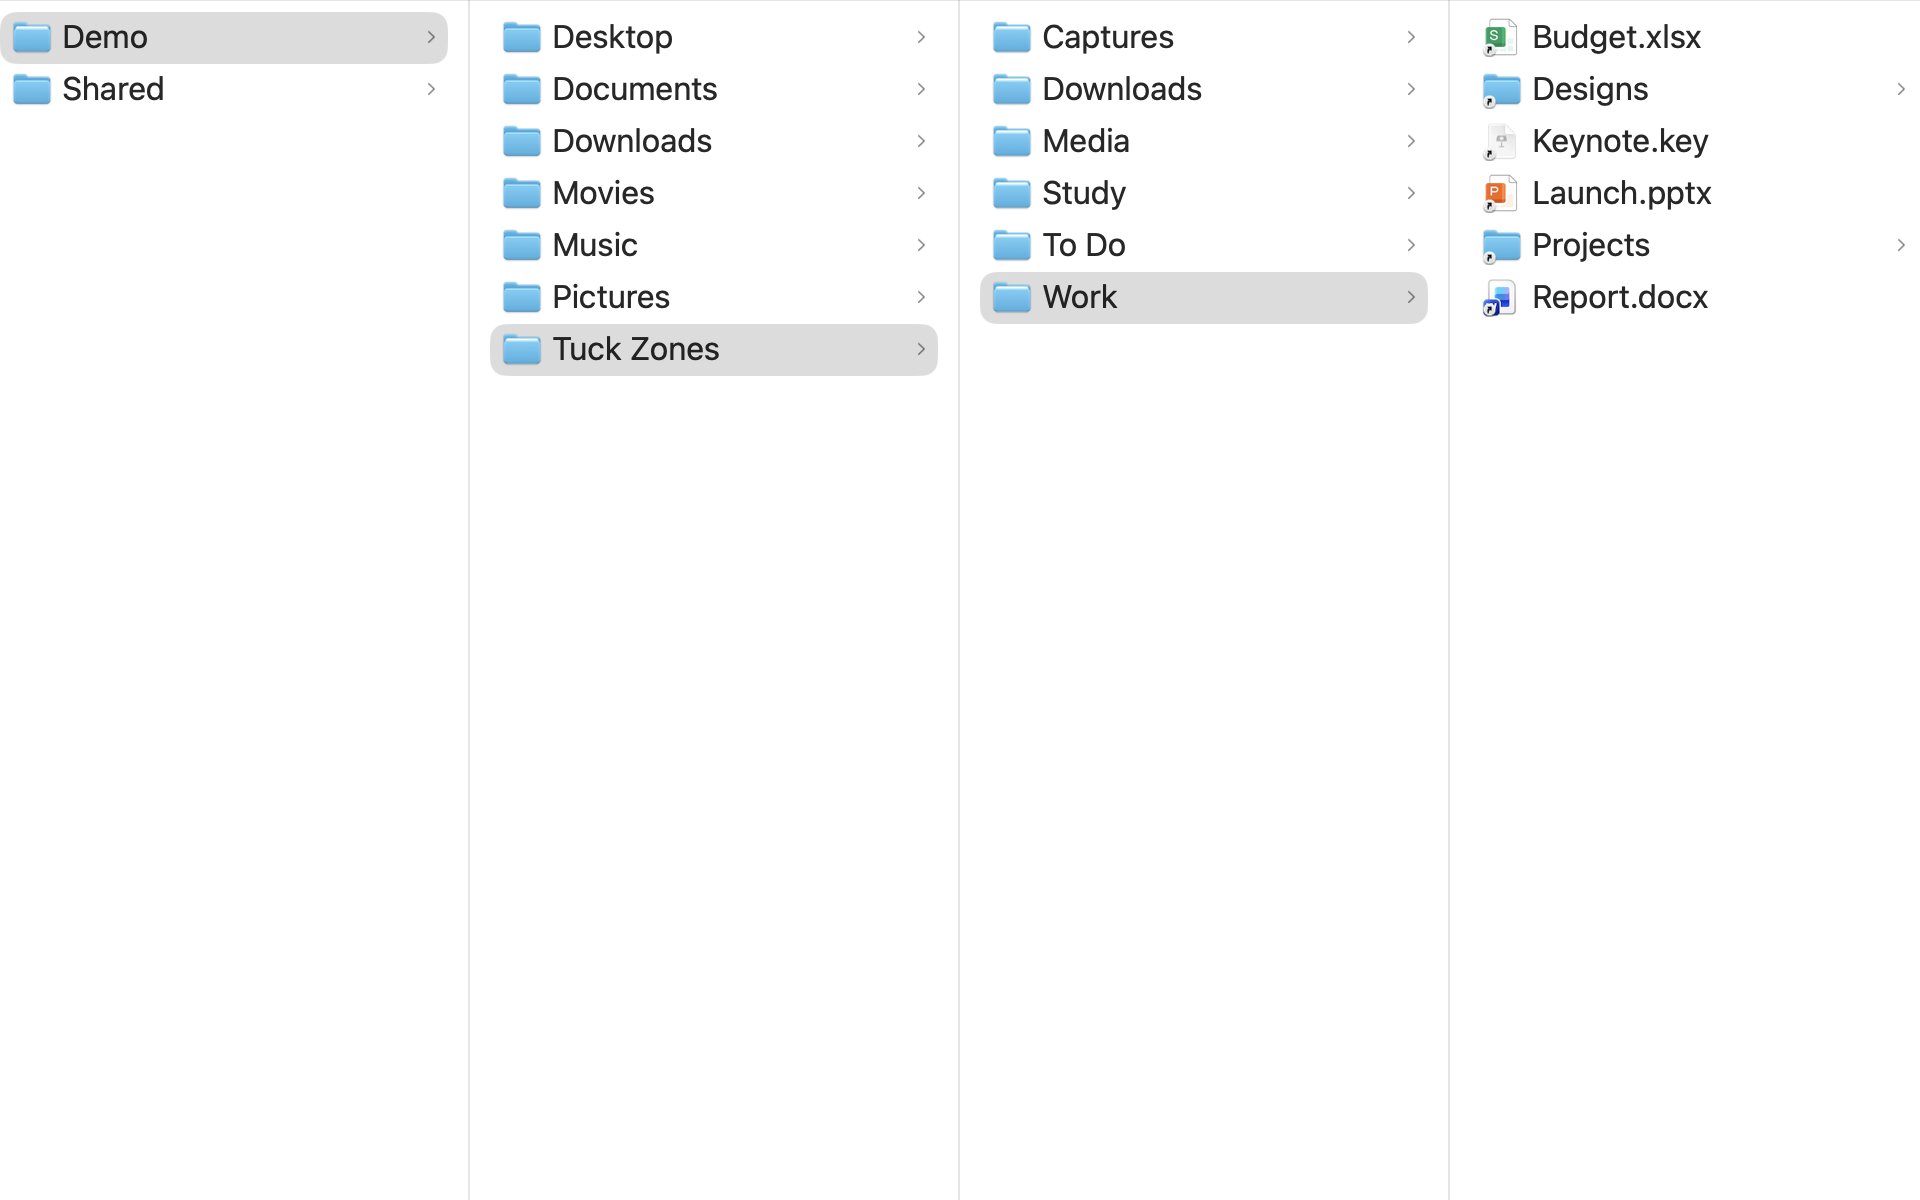 Demo
Shared
Desktop
Documents
Downloads
Movies
Music
Pictures
Tuck Zones
Captures
Downloads
Media
Study
To Do
Work
Budget.xlsx
Designs
Keynote.key
Launch.pptx
Projects
Report.docx